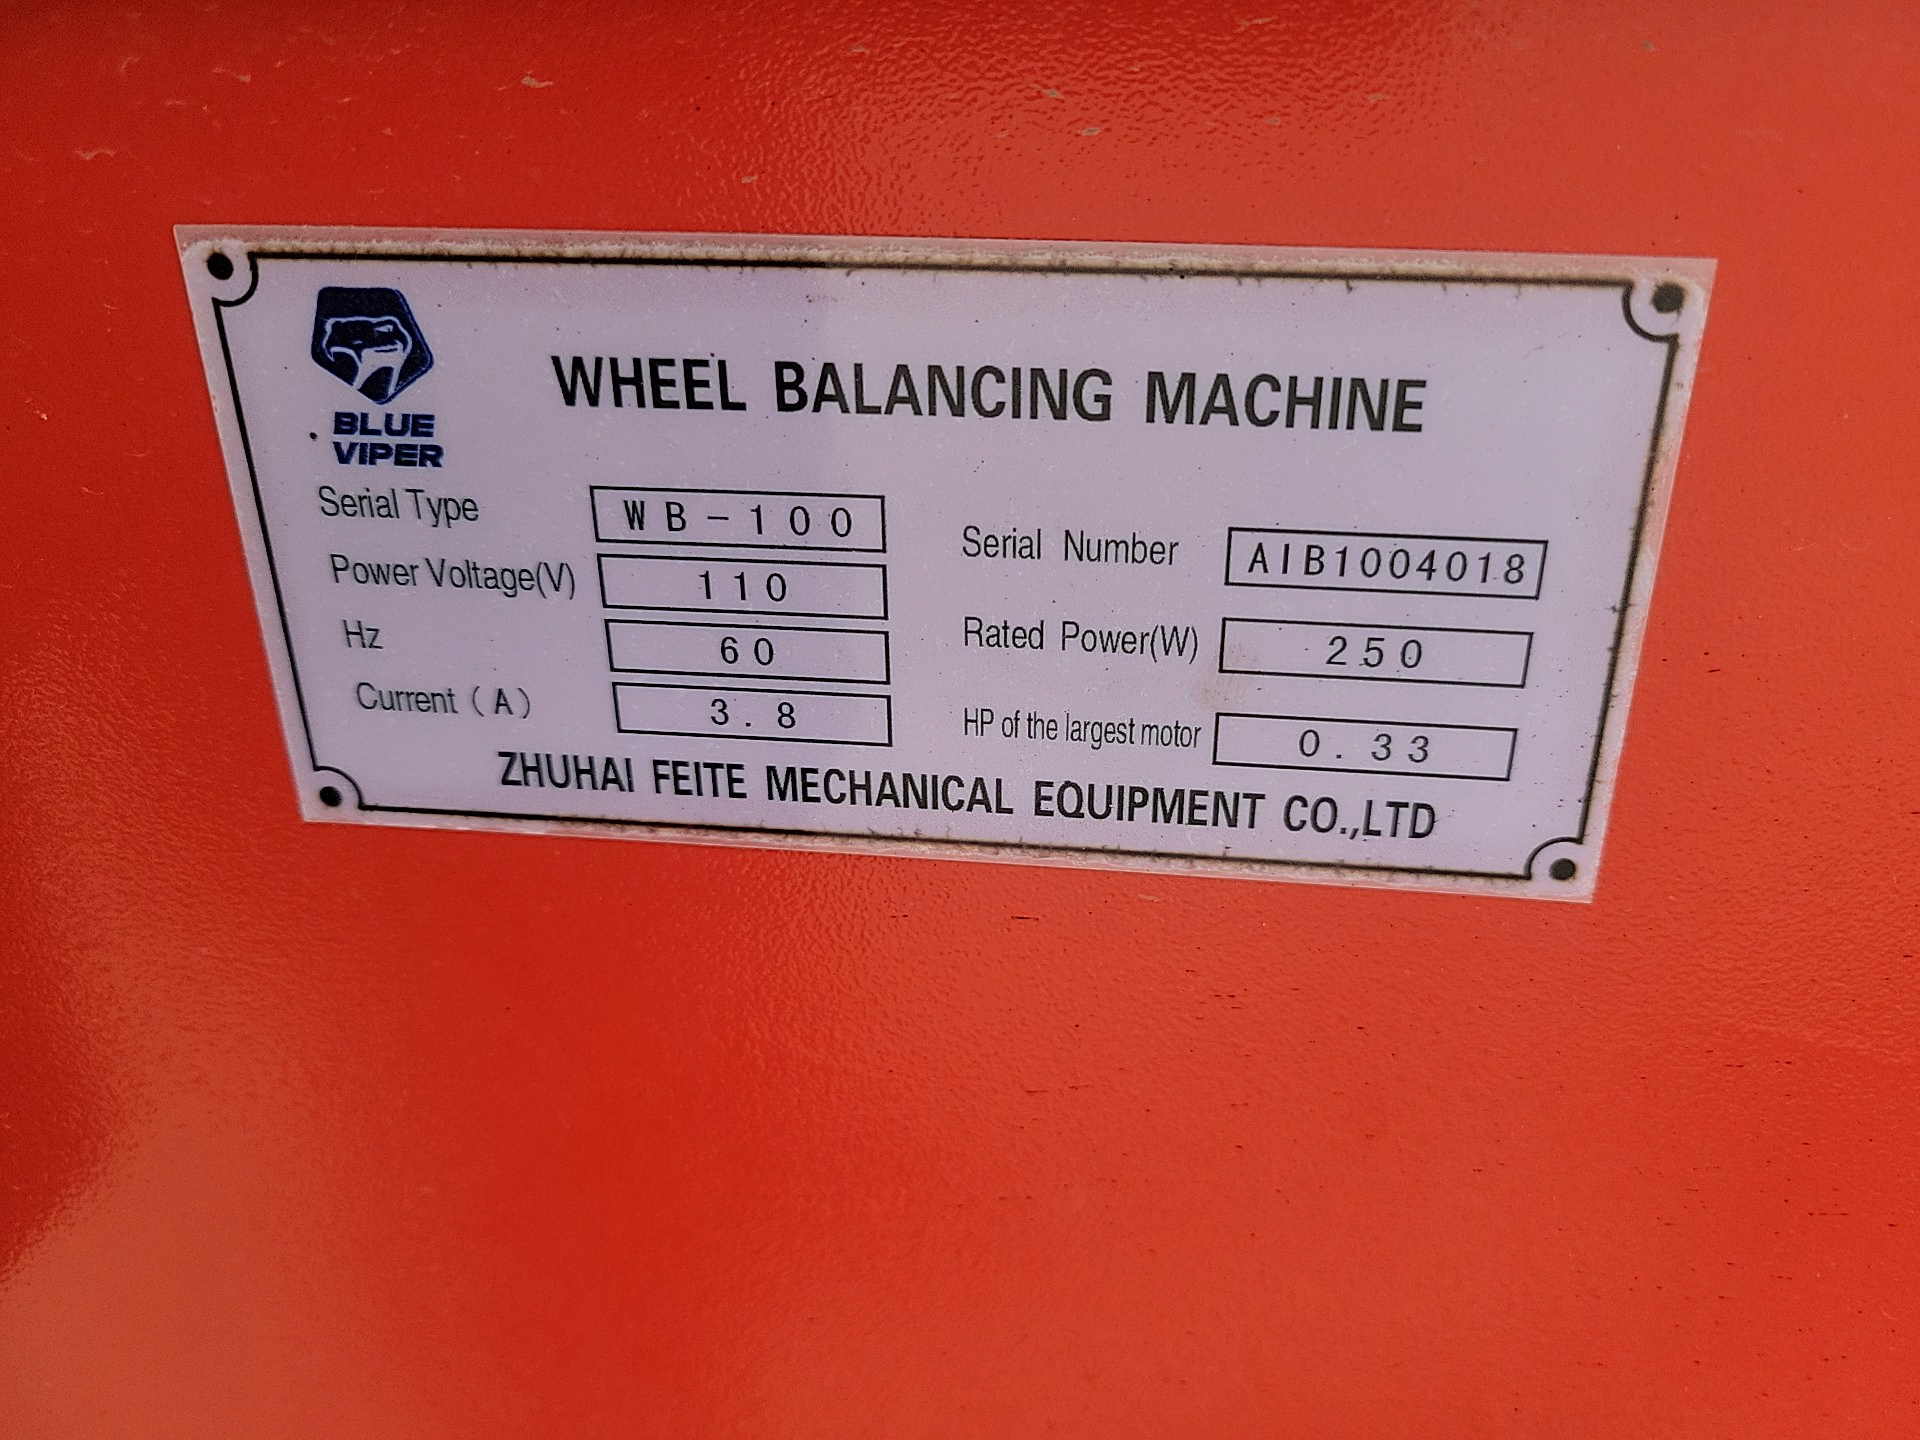 BLUE
VIPER
WHEEL BALANCING MACHINE
Serial Type WB-100
Power Voltage(V) 110
Hz 60
Current (A) 3.8
Serial Number AIB1004018
Rated Power(W) 250
HP of the largest motor 0.33
ZHUHAI FEITE MECHANICAL EQUIPMENT CO.,LTD